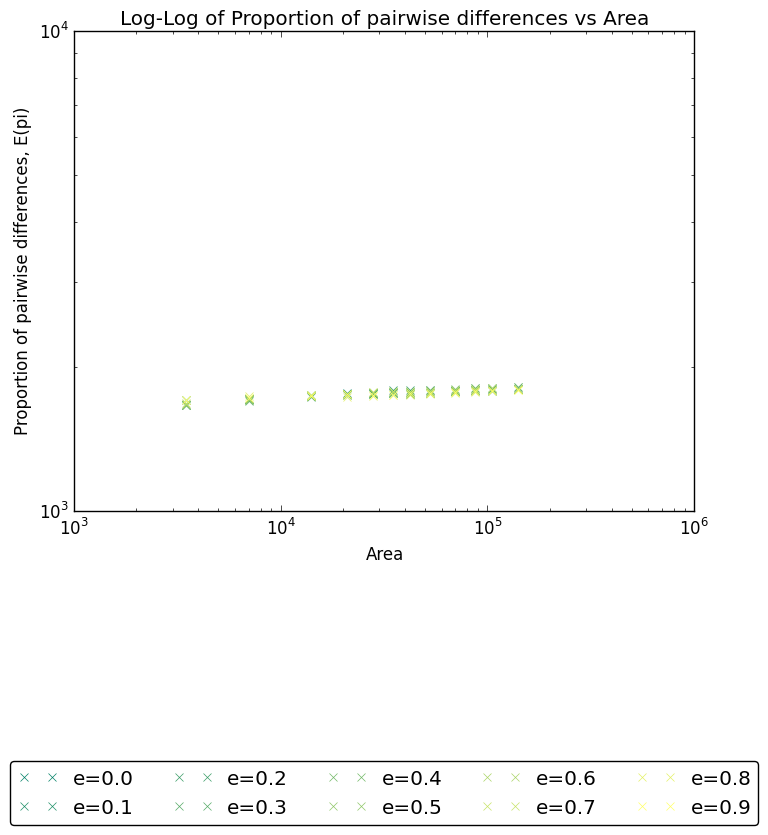 Log-Log of Proportion of pairwise differences vs Area
10^4
Proportion of pairwise differences, E(pi)
10^3
10^3 10^4 10^5 10^6
Area
e=0.0 e=0.2 e=0.4 e=0.6 e=0.8
e=0.1 e=0.3 e=0.5 e=0.7 e=0.9